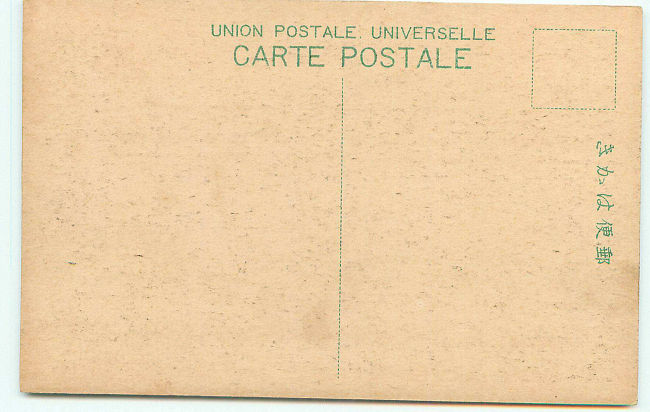 UNION POSTALE UNIVERSELLE
CARTE POSTALE
郵便はかき